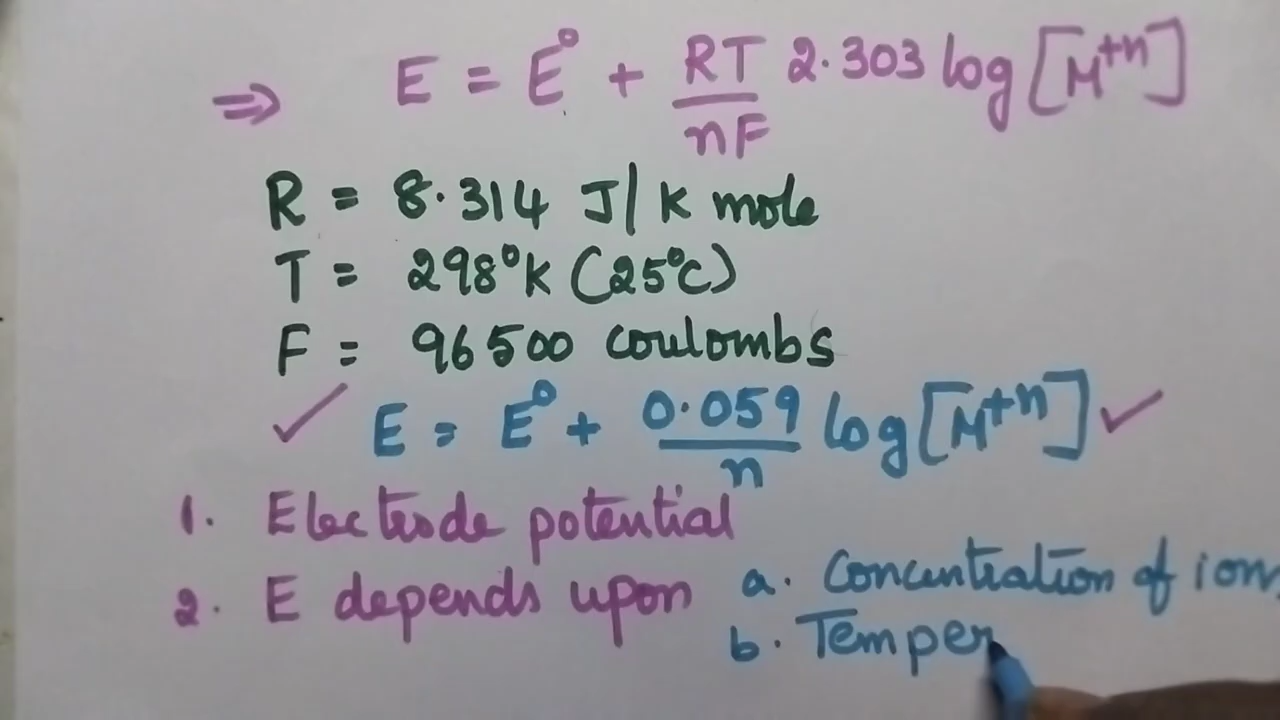 ⇒ E = E° + RT/nF 2.303 log [M⁺ⁿ]
R = 8.314 J/K mole
T = 298°K (25°C)
F = 96500 coulombs
✓ E = E° + 0.059/n log [M⁺ⁿ] ✓
1. Electrode potential
2. E depends upon a. Concentration of ion
b. Temper